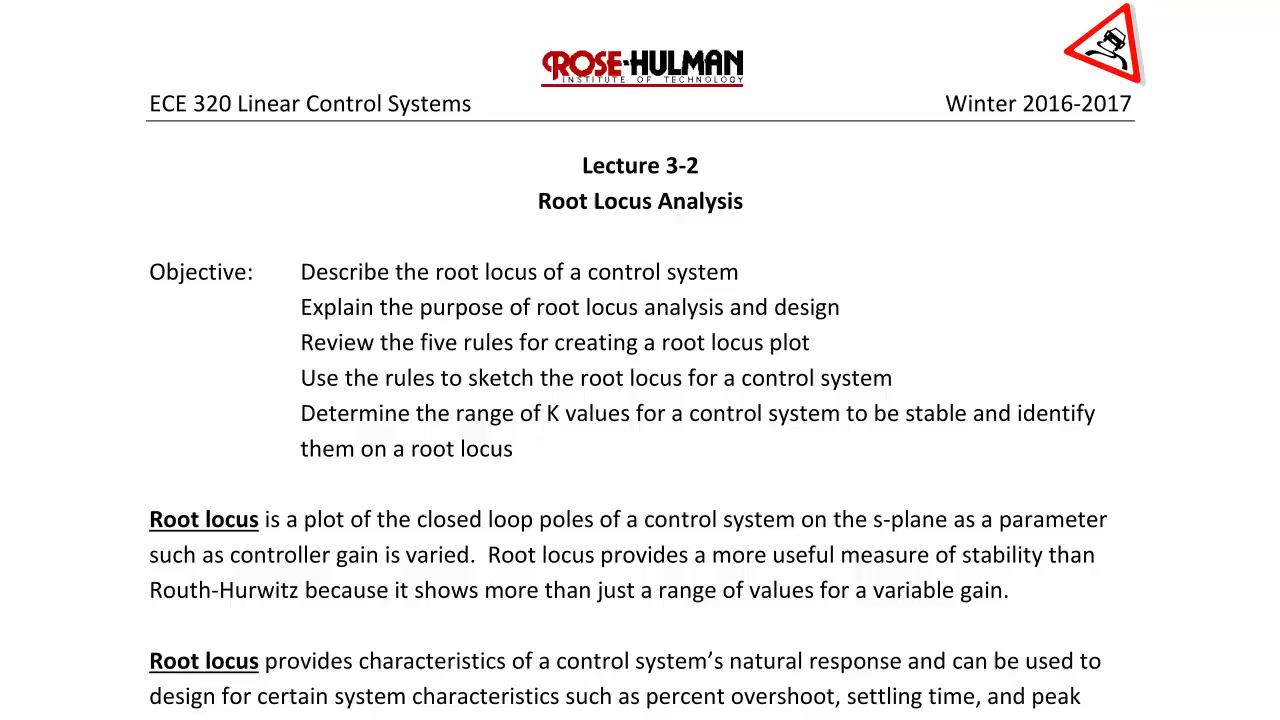 ROSE-HULMAN
INSTITUTE OF TECHNOLOGY
ECE 320 Linear Control Systems Winter 2016-2017
Lecture 3-2
Root Locus Analysis
Objective: Describe the root locus of a control system
Explain the purpose of root locus analysis and design
Review the five rules for creating a root locus plot
Use the rules to sketch the root locus for a control system
Determine the range of K values for a control system to be stable and identify
them on a root locus
Root locus is a plot of the closed loop poles of a control system on the s-plane as a parameter
such as controller gain is varied.  Root locus provides a more useful measure of stability than
Routh-Hurwitz because it shows more than just a range of values for a variable gain.
Root locus provides characteristics of a control system’s natural response and can be used to
design for certain system characteristics such as percent overshoot, settling time, and peak